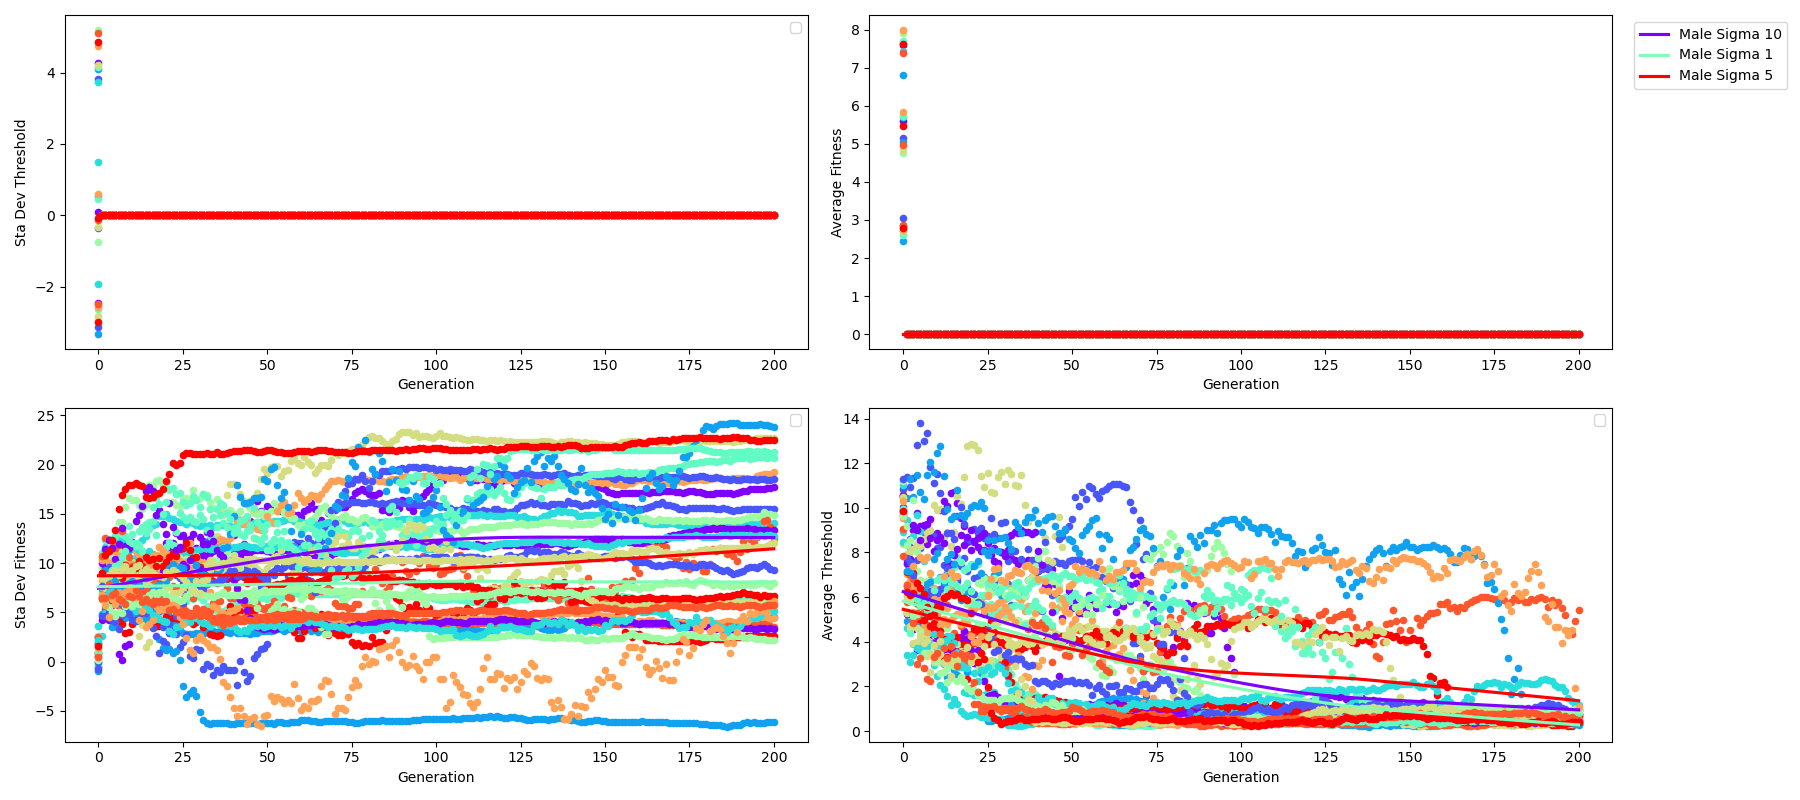 Sta Dev Threshold
4
2
0
−2
0 25 50 75 100 125 150 175 200
Generation
Average Fitness
8
7
6
5
4
3
2
1
0
0 25 50 75 100 125 150 175 200
Generation
Male Sigma 10
Male Sigma 1
Male Sigma 5
Sta Dev Fitness
25
20
15
10
5
0
−5
0 25 50 75 100 125 150 175 200
Generation
Average Threshold
14
12
10
8
6
4
2
0
0 25 50 75 100 125 150 175 200
Generation